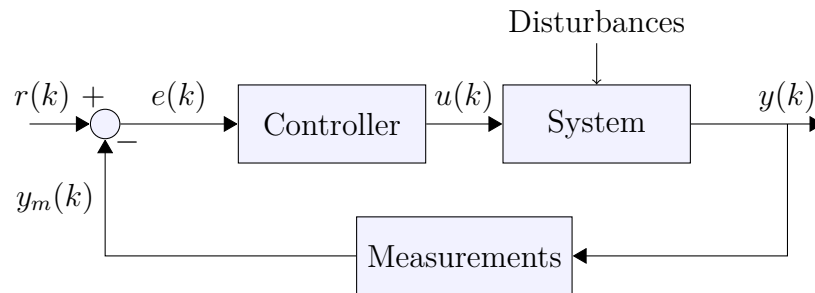 Disturbances
r(k) + e(k) u(k) y(k)
Controller System
−
y_m(k)
Measurements